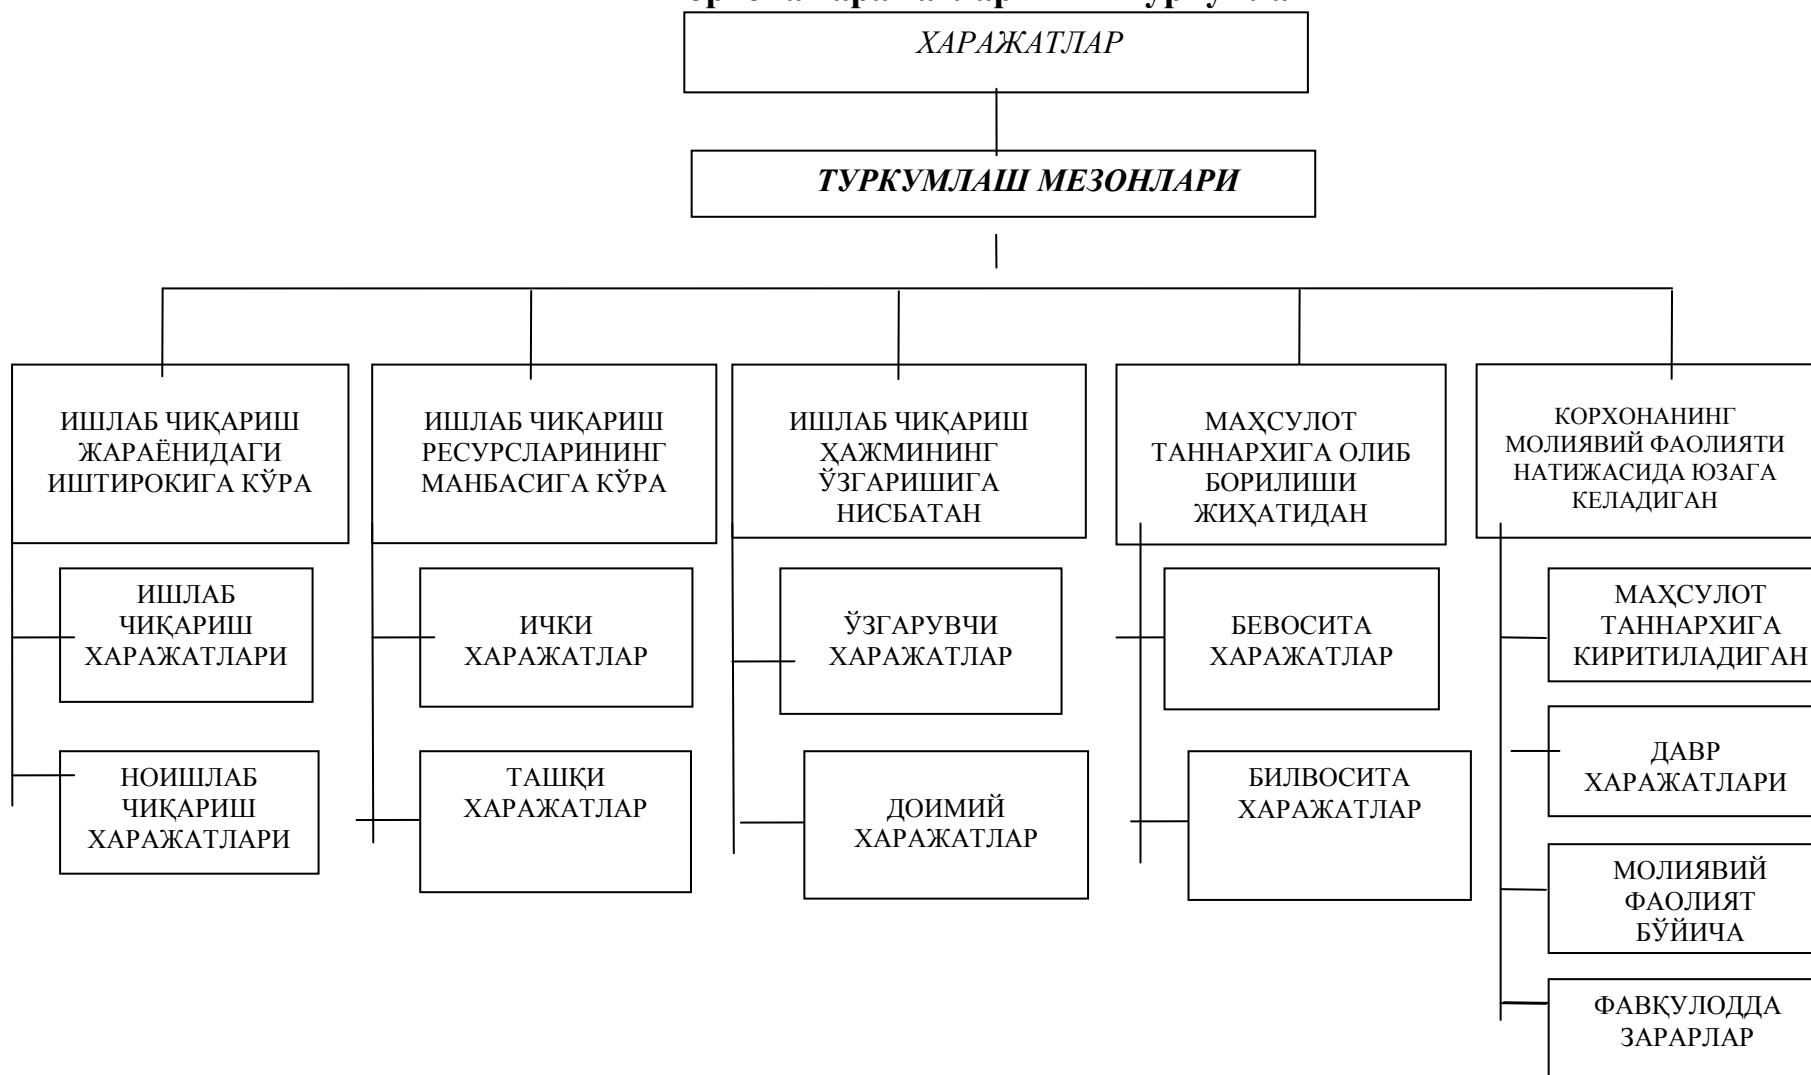 ХАРАЖАТЛАР
ТУРКУМЛАШ МЕЗОНЛАРИ
ИШЛАБ ЧИҚАРИШ
ЖАРАЁНИДАГИ
ИШТИРОКИГА КЎРА
ИШЛАБ
ЧИҚАРИШ
ХАРАЖАТЛАРИ
НОИШЛАБ
ЧИҚАРИШ
ХАРАЖАТЛАРИ
ИШЛАБ ЧИҚАРИШ
РЕСУРСЛАРИНИНГ
МАНБАСИГА КЎРА
ИЧКИ
ХАРАЖАТЛАР
ТАШҚИ
ХАРАЖАТЛАР
ИШЛАБ ЧИҚАРИШ
ҲАЖМИНИНГ
ЎЗГАРИШИГА
НИСБАТАН
ЎЗГАРУВЧИ
ХАРАЖАТЛАР
ДОИМИЙ
ХАРАЖАТЛАР
МАҲСУЛОТ
ТАННАРХИГА ОЛИБ
БОРИЛИШИ
ЖИҲАТИДАН
БЕВОСИТА
ХАРАЖАТЛАР
БИЛВОСИТА
ХАРАЖАТЛАР
КОРХОНАНИНГ
МОЛИЯВИЙ ФАОЛИЯТИ
НАТИЖАСИДА ЮЗАГА
КЕЛАДИГАН
МАҲСУЛОТ
ТАННАРХИГА
КИРИТИЛАДИГАН
ДАВР
ХАРАЖАТЛАРИ
МОЛИЯВИЙ
ФАОЛИЯТ
БЎЙИЧА
ФАВҚУЛОДДА
ЗАРАРЛАР